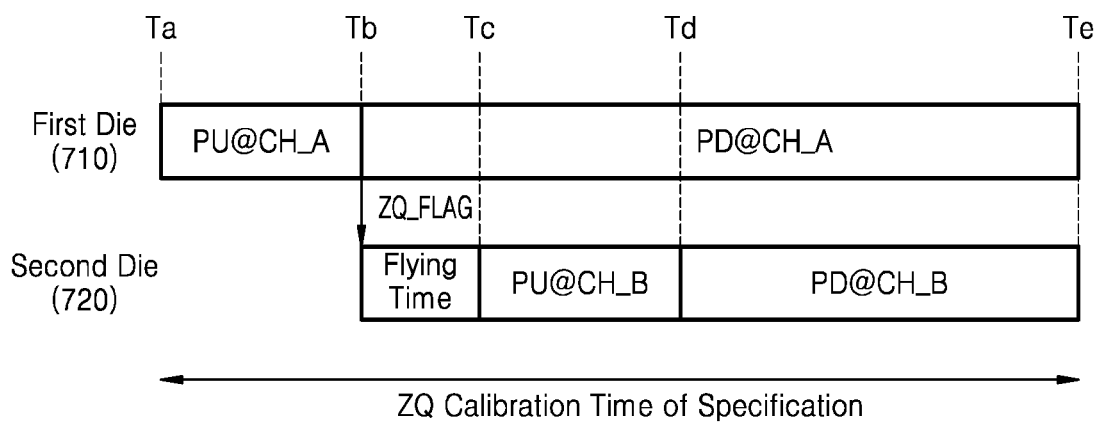 Ta Tb Tc Td Te
First Die
(710)
PU@CH_A
PD@CH_A
ZQ_FLAG
Second Die
(720)
Flying
Time
PU@CH_B
PD@CH_B
ZQ Calibration Time of Specification